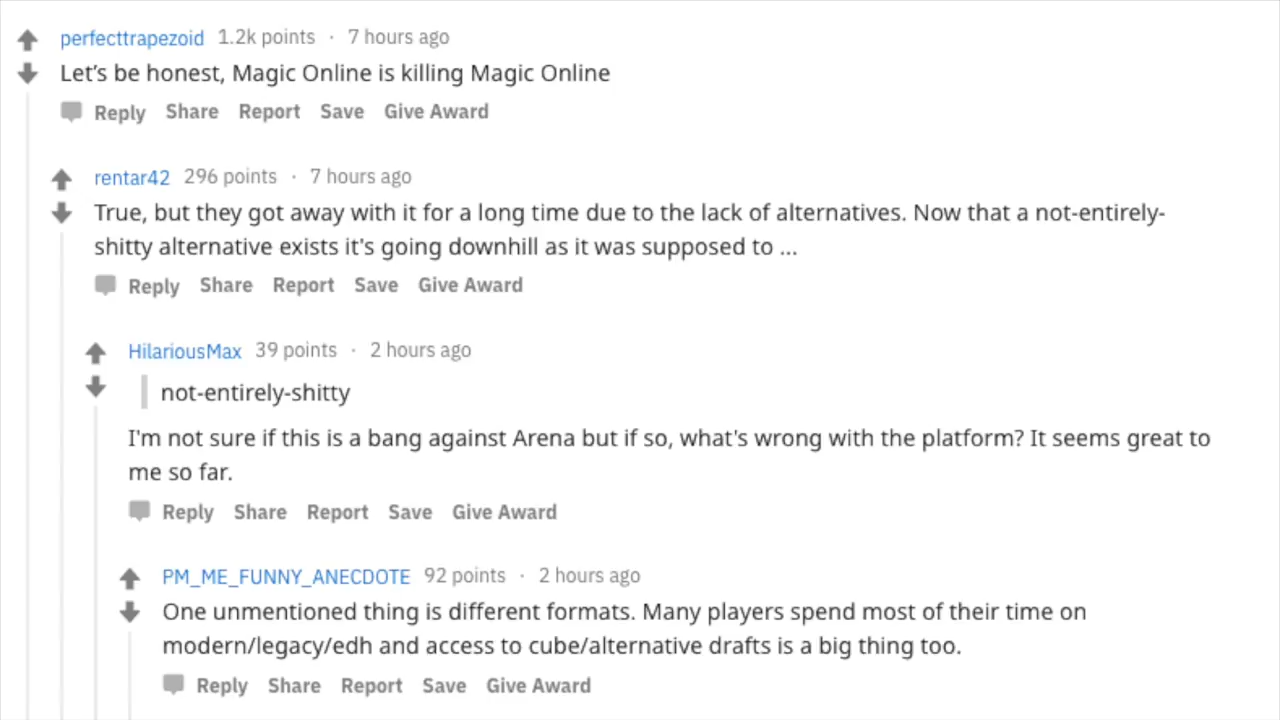 perfecttrapezoid 1.2k points · 7 hours ago
Let’s be honest, Magic Online is killing Magic Online
Reply Share Report Save Give Award
rentar42 296 points · 7 hours ago
True, but they got away with it for a long time due to the lack of alternatives. Now that a not-entirely-
shitty alternative exists it's going downhill as it was supposed to ...
Reply Share Report Save Give Award
HilariousMax 39 points · 2 hours ago
not-entirely-shitty
I'm not sure if this is a bang against Arena but if so, what's wrong with the platform? It seems great to
me so far.
Reply Share Report Save Give Award
PM_ME_FUNNY_ANECDOTE 92 points · 2 hours ago
One unmentioned thing is different formats. Many players spend most of their time on
modern/legacy/edh and access to cube/alternative drafts is a big thing too.
Reply Share Report Save Give Award